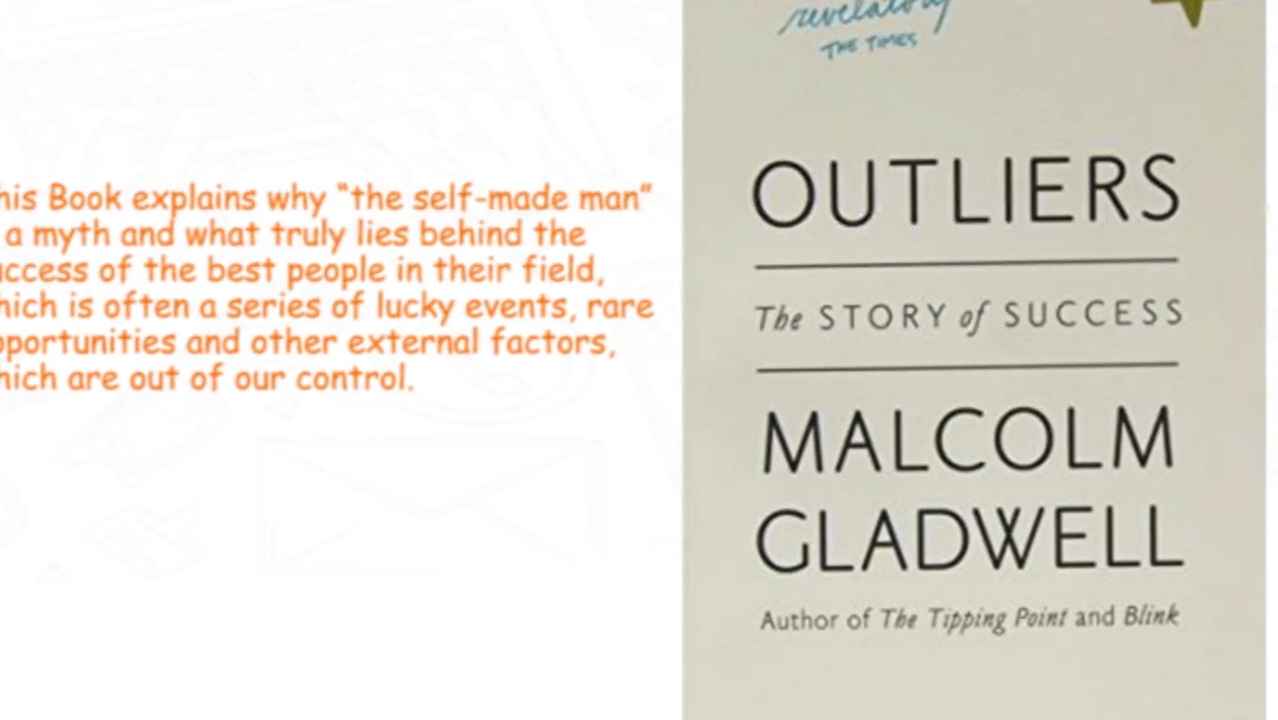 his Book explains why “the self-made man”
a myth and what truly lies behind the
ccess of the best people in their field,
hich is often a series of lucky events, rare
pportunities and other external factors,
hich are out of our control.
revelatory
THE TIMES
OUTLIERS
The STORY of SUCCESS
MALCOLM
GLADWELL
Author of The Tipping Point and Blink